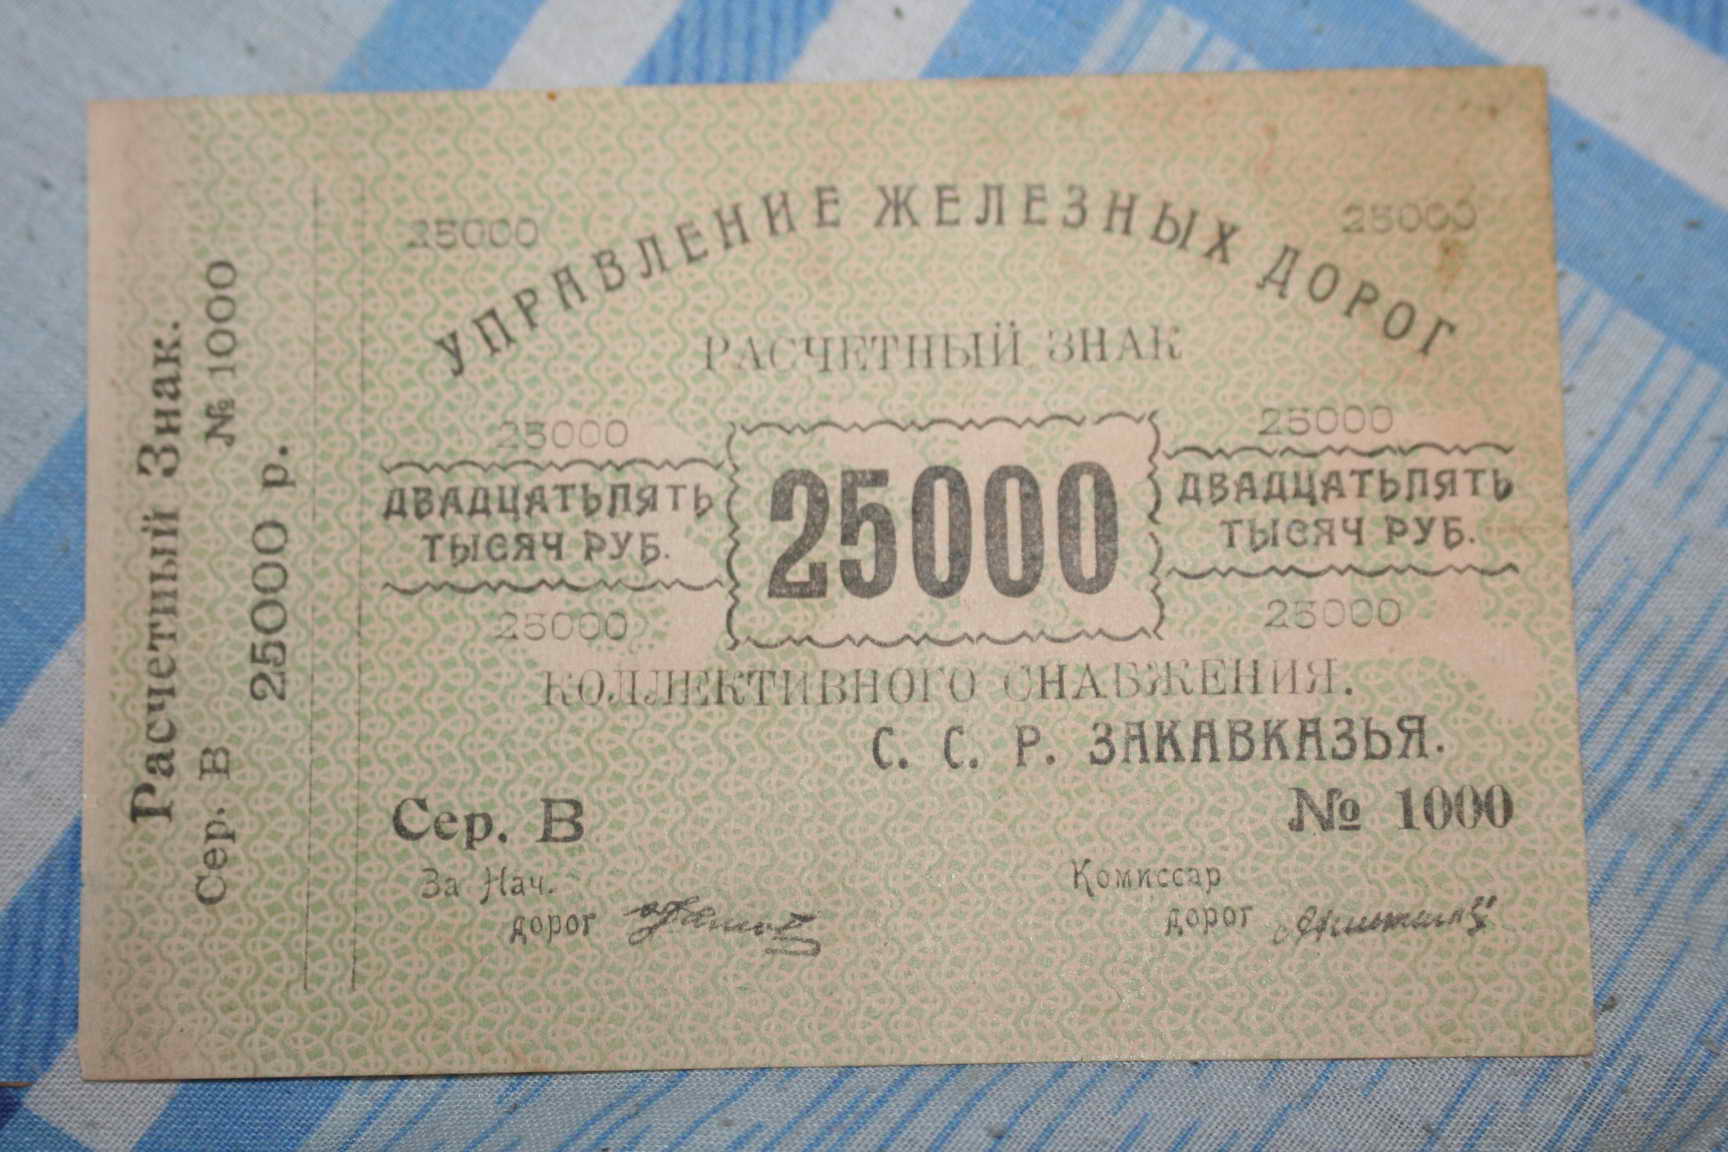 Расчетный Знак.
Сер. В № 1000
25000 р.
25000 25000
УПРАВЛЕНИЕ ЖЕЛЕЗНЫХ ДОРОГ
РАСЧЕТНЫЙ ЗНАК
25000 25000
ДВАДЦАТЬПЯТЬ 25000 ДВАДЦАТЬПЯТЬ
ТЫСЯЧ РУБ. ТЫСЯЧ РУБ.
25000 25000
КОЛЛЕКТИВНОГО СНАБЖЕНИЯ.
С. С. Р. ЗАКАВКАЗЬЯ.
Сер. В № 1000
За Нач. Комиссар
дорог дорог